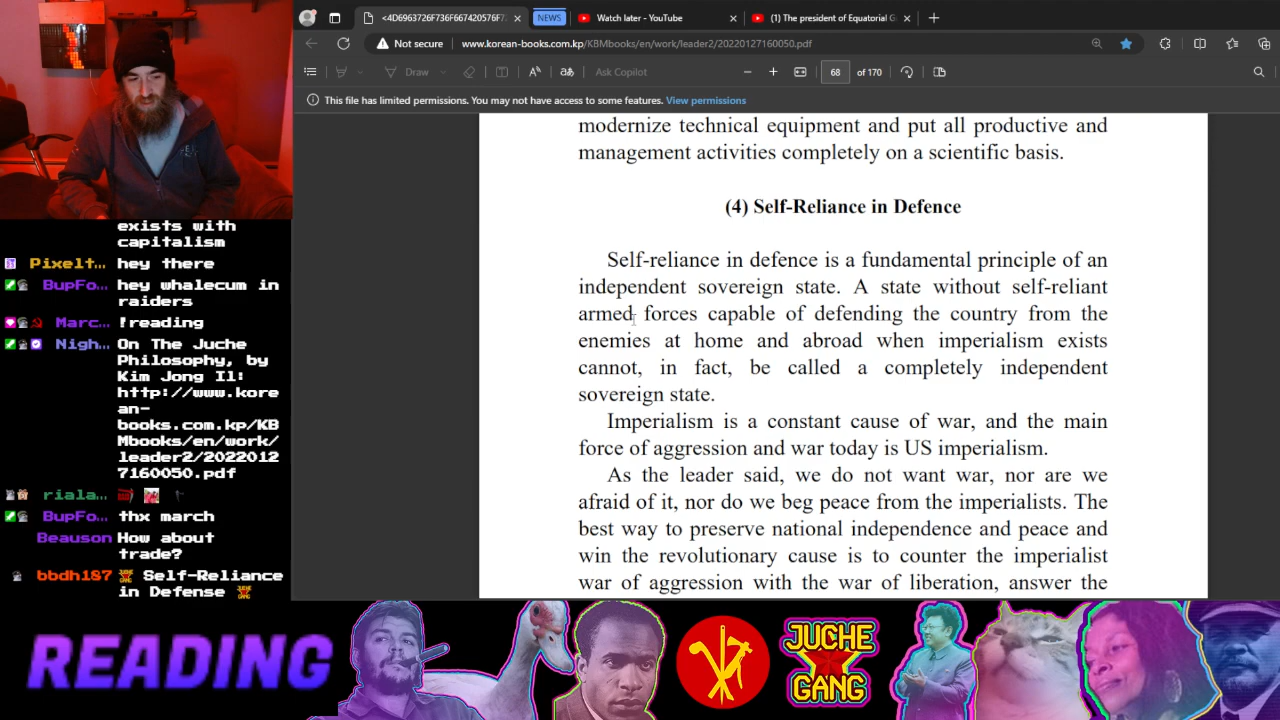 <4D6963726F736F667420576F7
NEWS
Watch later - YouTube
(1) The president of Equatorial G
Not secure
www.korean-books.com.kp/KBMbooks/en/work/leader2/20220127160050.pdf
Draw
Ask Copilot
68 of 170
This file has limited permissions. You may not have access to some features. View permissions
modernize technical equipment and put all productive and
management activities completely on a scientific basis.
(4) Self-Reliance in Defence
Self-reliance in defence is a fundamental principle of an
independent sovereign state. A state without self-reliant
armed forces capable of defending the country from the
enemies at home and abroad when imperialism exists
cannot, in fact, be called a completely independent
sovereign state.
Imperialism is a constant cause of war, and the main
force of aggression and war today is US imperialism.
As the leader said, we do not want war, nor are we
afraid of it, nor do we beg peace from the imperialists. The
best way to preserve national independence and peace and
win the revolutionary cause is to counter the imperialist
war of aggression with the war of liberation, answer the
exists with
capitalism
Pixelt... hey there
BupFo... hey whalecum in
raiders
Marc... !reading
Nigh... On The Juche
Philosophy, by
Kim Jong Il:
http://www.kore
an-
books.com.kp/KB
Mbooks/en/work/
leader2/2022012
7160050.pdf
riala...
BupFo... thx march
Beauson How about
trade?
bbdh187 Self-Reliance
in Defense
READING
JUCHE
GANG